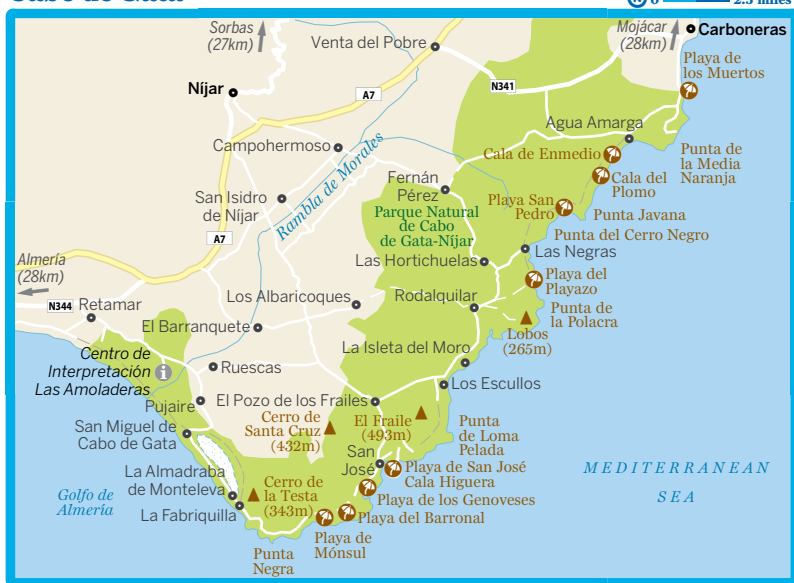 0 2.5 miles
Sorbas
(27km)
Mojácar
(28km)
Carboneras
Venta del Pobre
Playa de
los Muertos
Níjar
A7
N341
Agua Amarga
Campohermoso
Cala de Enmedio
Punta de
la Media
Naranja
Rambla de Morales
Fernán
Pérez
Cala del
Plomo
San Isidro
de Níjar
Playa San
Pedro
Parque Natural
de Cabo
de Gata-Níjar
Punta Javana
A7
Punta del Cerro Negro
Las Negras
Almería
(28km)
Las Hortichuelas
Playa del
Playazo
N344
Retamar
Los Albaricoques
Rodalquilar
Punta de
la Polacra
El Barranquete
Lobos
(265m)
Centro de
Interpretación
Las Amoladeras
La Isleta del Moro
Ruescas
Los Escullos
Pujaire
El Pozo de los Frailes
Cerro de
Santa Cruz
(432m)
El Fraile
(493m)
Punta
de Loma
Pelada
San Miguel de
Cabo de Gata
San
José
Playa de San José
Cala Higuera
MEDITERRANEAN
SEA
La Almadraba
de Monteleva
Cerro de
la Testa
(343m)
Playa de los Genoveses
Golfo de
Almería
La Fabriquilla
Playa del Barronal
Playa de
Mónsul
Punta
Negra